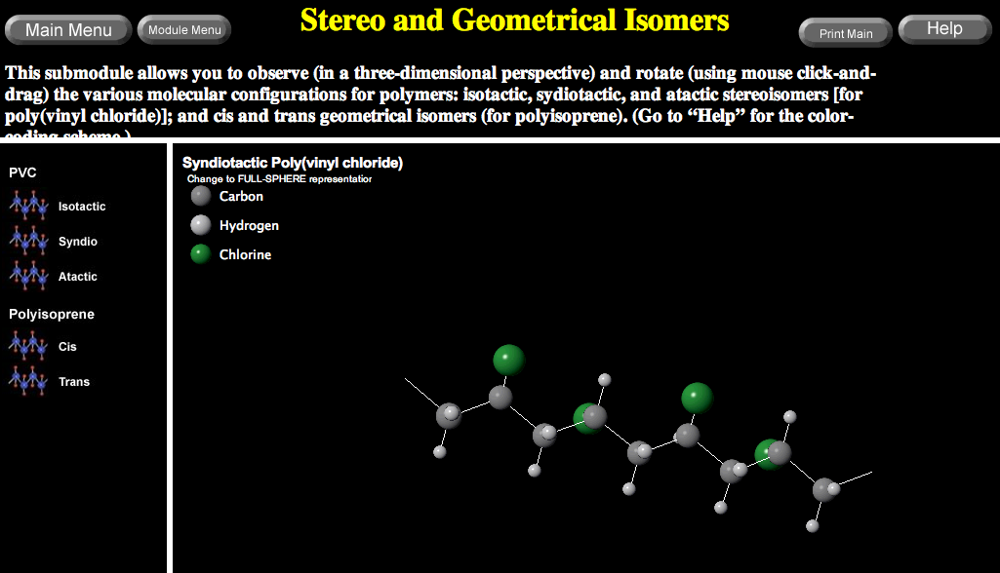 Main Menu
Module Menu
Stereo and Geometrical Isomers
Print Main
Help
This submodule allows you to observe (in a three-dimensional perspective) and rotate (using mouse click-and-
drag) the various molecular configurations for polymers: isotactic, sydiotactic, and atactic stereoisomers [for
poly(vinyl chloride)]; and cis and trans geometrical isomers (for polyisoprene). (Go to “Help” for the color-
coding scheme.)
PVC
Isotactic
Syndio
Atactic
Polyisoprene
Cis
Trans
Syndiotactic Poly(vinyl chloride)
Change to FULL-SPHERE representatior
Carbon
Hydrogen
Chlorine